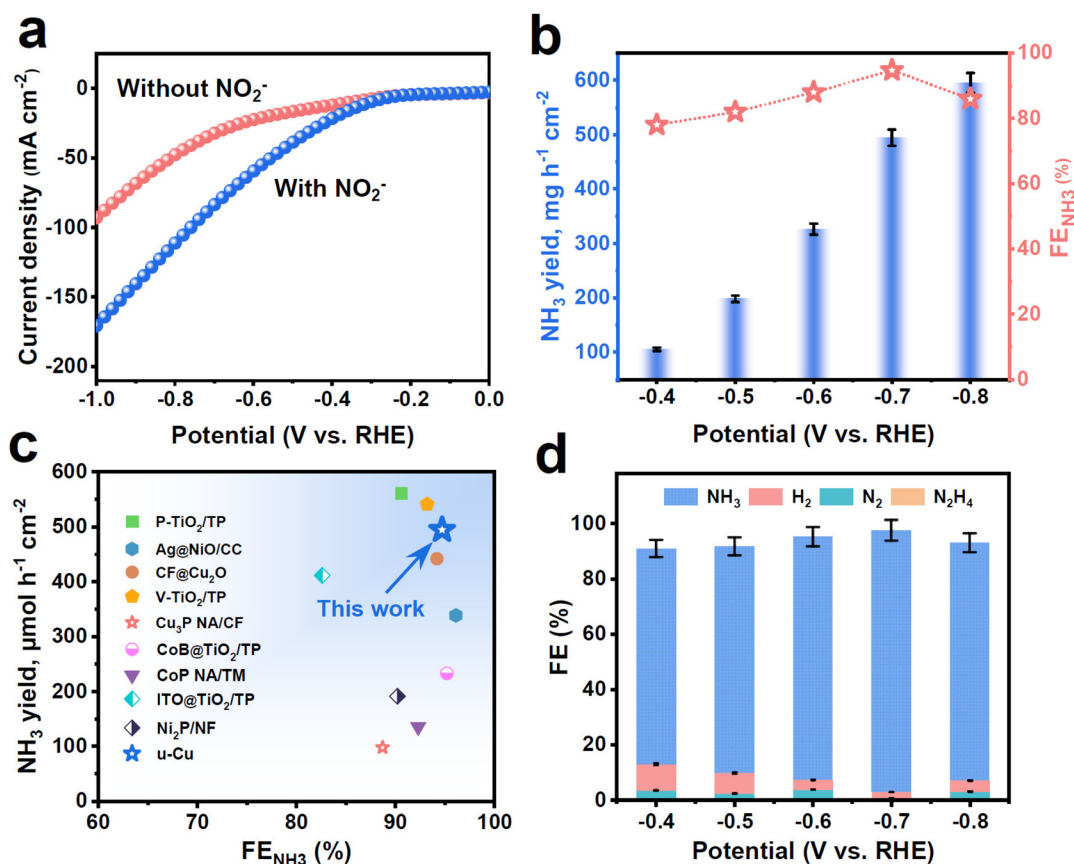 a
Without NO₂⁻
With NO₂⁻
0
-50
-100
-150
-200
Current density (mA cm⁻²)
-1.0 -0.8 -0.6 -0.4 -0.2 0.0
Potential (V vs. RHE)
b
600
500
400
300
200
100
NH₃ yield, mg h⁻¹ cm⁻²
100
80
60
40
20
0
FE_NH3 (%)
-0.4 -0.5 -0.6 -0.7 -0.8
Potential (V vs. RHE)
c
600
500
400
300
200
100
0
NH₃ yield, μmol h⁻¹ cm⁻²
P-TiO₂/TP
Ag@NiO/CC
CF@Cu₂O
V-TiO₂/TP
Cu₃P NA/CF
CoB@TiO₂/TP
CoP NA/TM
ITO@TiO₂/TP
Ni₂P/NF
u-Cu
This work
60 70 80 90 100
FE_NH3 (%)
d
NH₃ H₂ N₂ N₂H₄
100
80
60
40
20
0
FE (%)
-0.4 -0.5 -0.6 -0.7 -0.8
Potential (V vs. RHE)